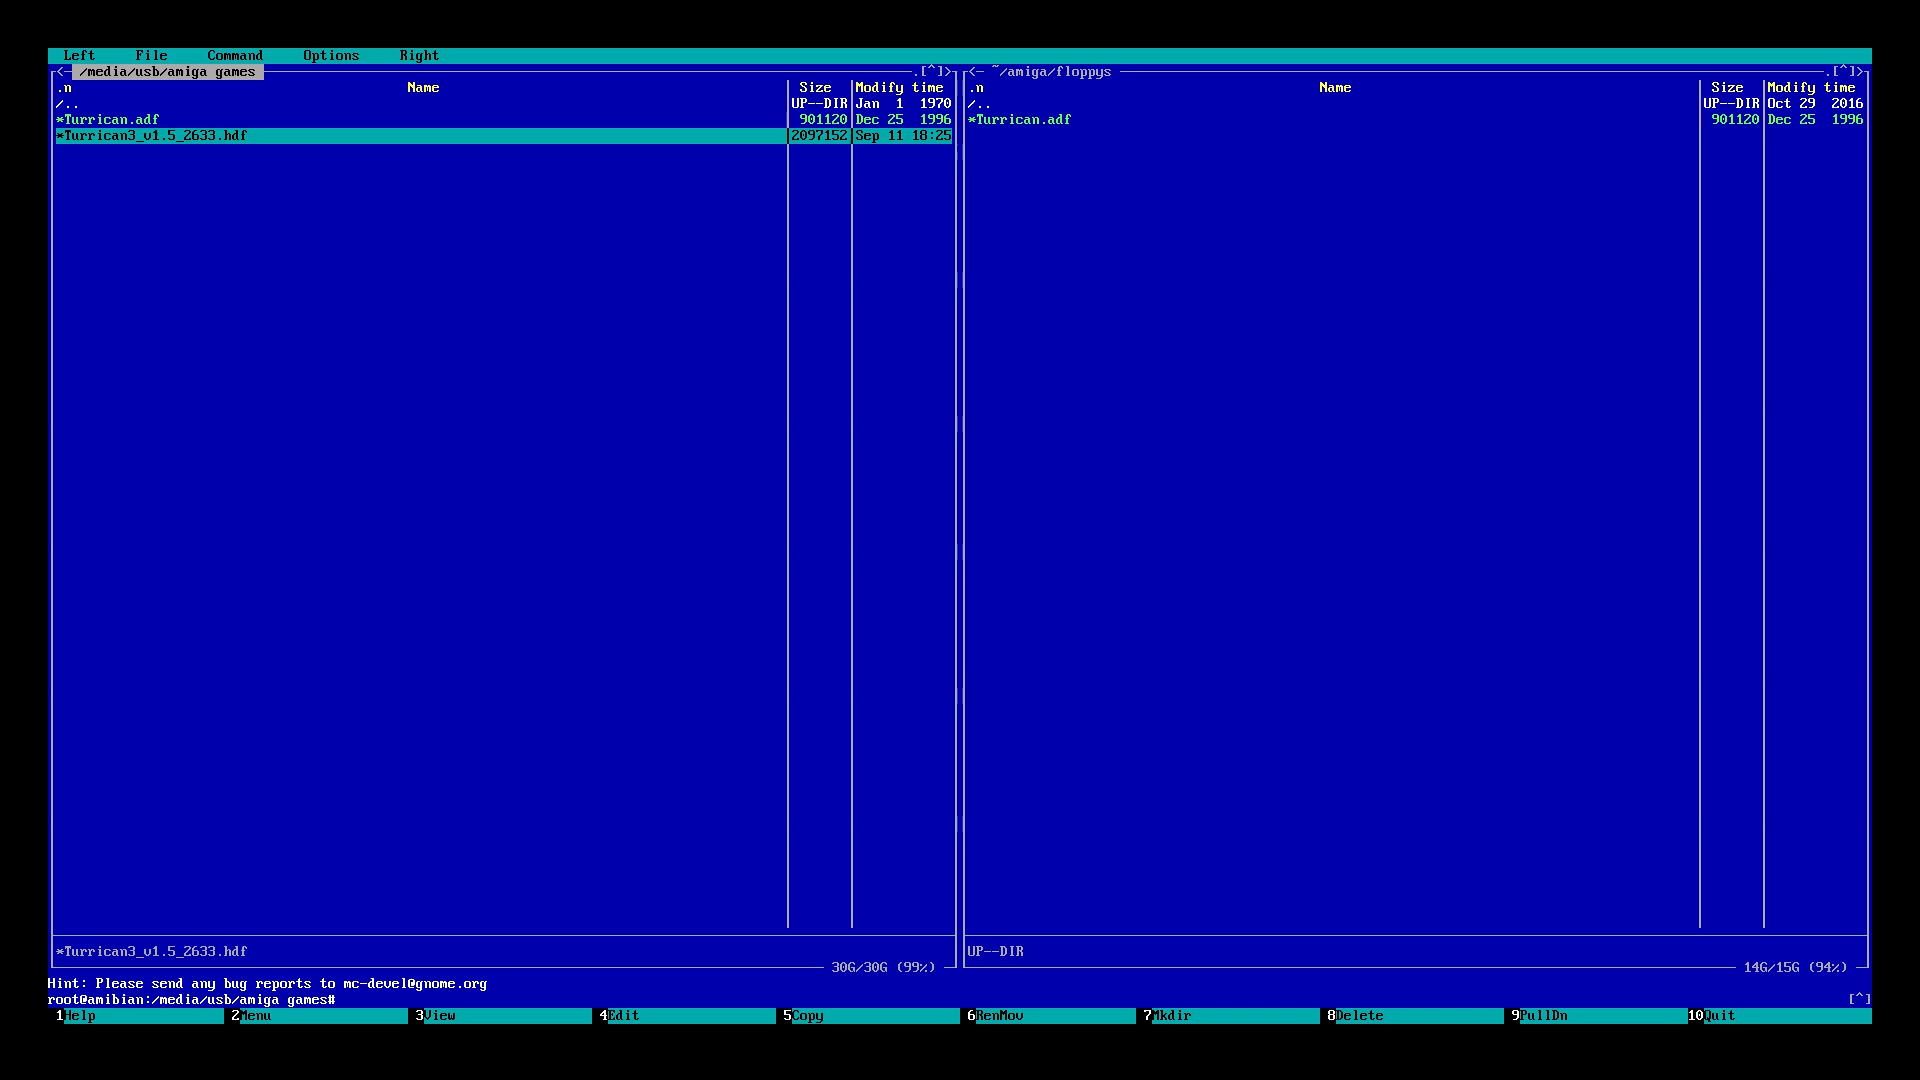 Left File Command Options Right
<─ /media/usb/amiga games .[^]>
.n Name Size Modify time
/.. UP--DIR Jan 1 1970
*Turrican.adf 901120 Dec 25 1996
*Turrican3_v1.5_2633.hdf 2097152 Sep 11 18:25
*Turrican3_v1.5_2633.hdf
30G/30G (99%)
<─ ~/amiga/floppys .[^]>
.n Name Size Modify time
/.. UP--DIR Oct 29 2016
*Turrican.adf 901120 Dec 25 1996
UP--DIR
14G/15G (94%)
Hint: Please send any bug reports to mc-devel@gnome.org
root@amibian:/media/usb/amiga games# [^]
1Help 2Menu 3View 4Edit 5Copy 6RenMov 7Mkdir 8Delete 9PullDn 10Quit